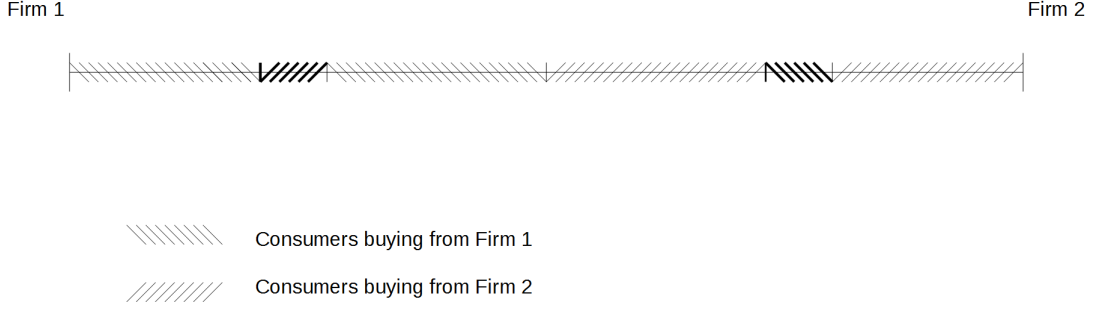 Firm 1
Firm 2
Consumers buying from Firm 1
Consumers buying from Firm 2